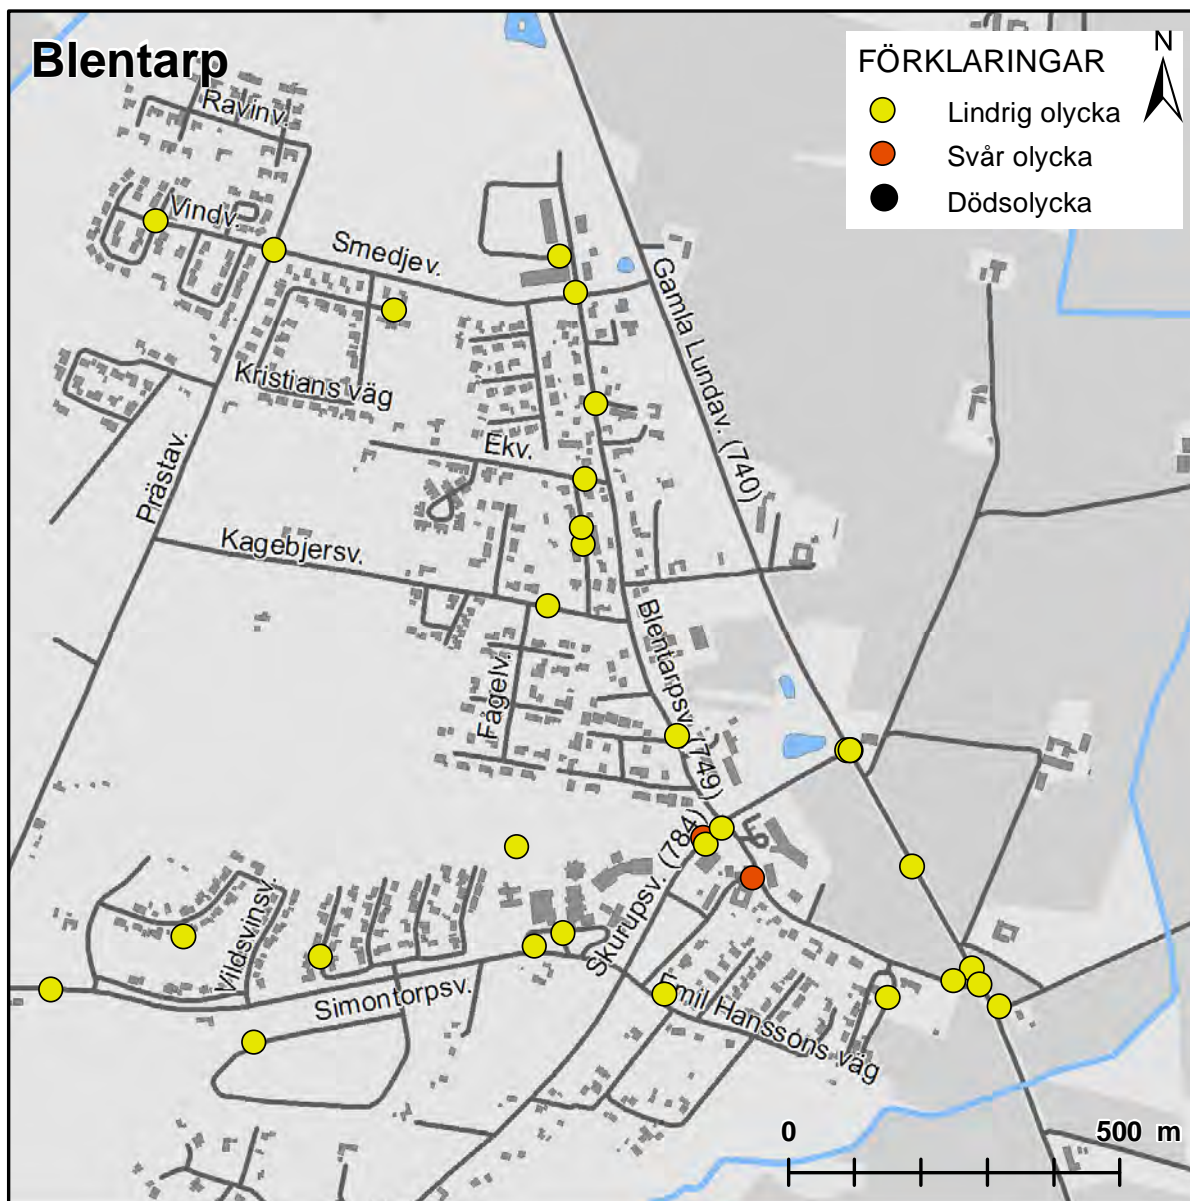 Blentarp
FÖRKLARINGAR
Lindrig olycka
Svår olycka
Dödsolycka
N
Ravinv.
Vindv.
Smedjev.
Gamla Lundav. (740)
Kristians väg
Ekv.
Prästav.
Kagebjersv.
Blentarpsv. (749)
Fågelv.
Skurupsv. (784)
Vildsvinsv.
Simontorpsv.
mil Hanssons väg
0 500 m